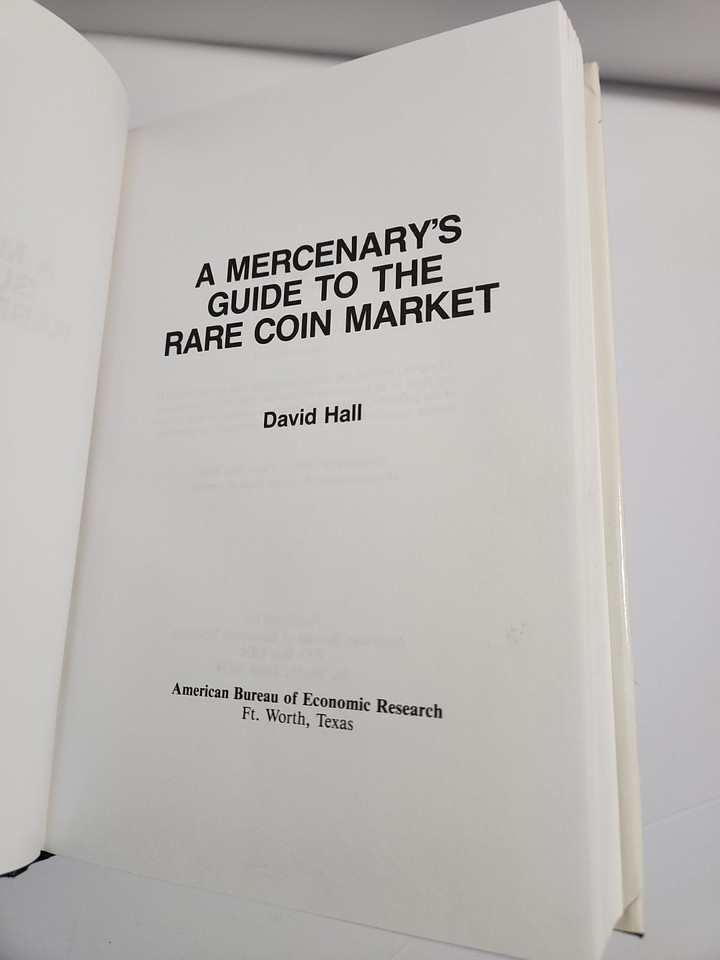 A MERCENARY'S
GUIDE TO THE
RARE COIN MARKET
David Hall
American Bureau of Economic Research
Ft. Worth, Texas